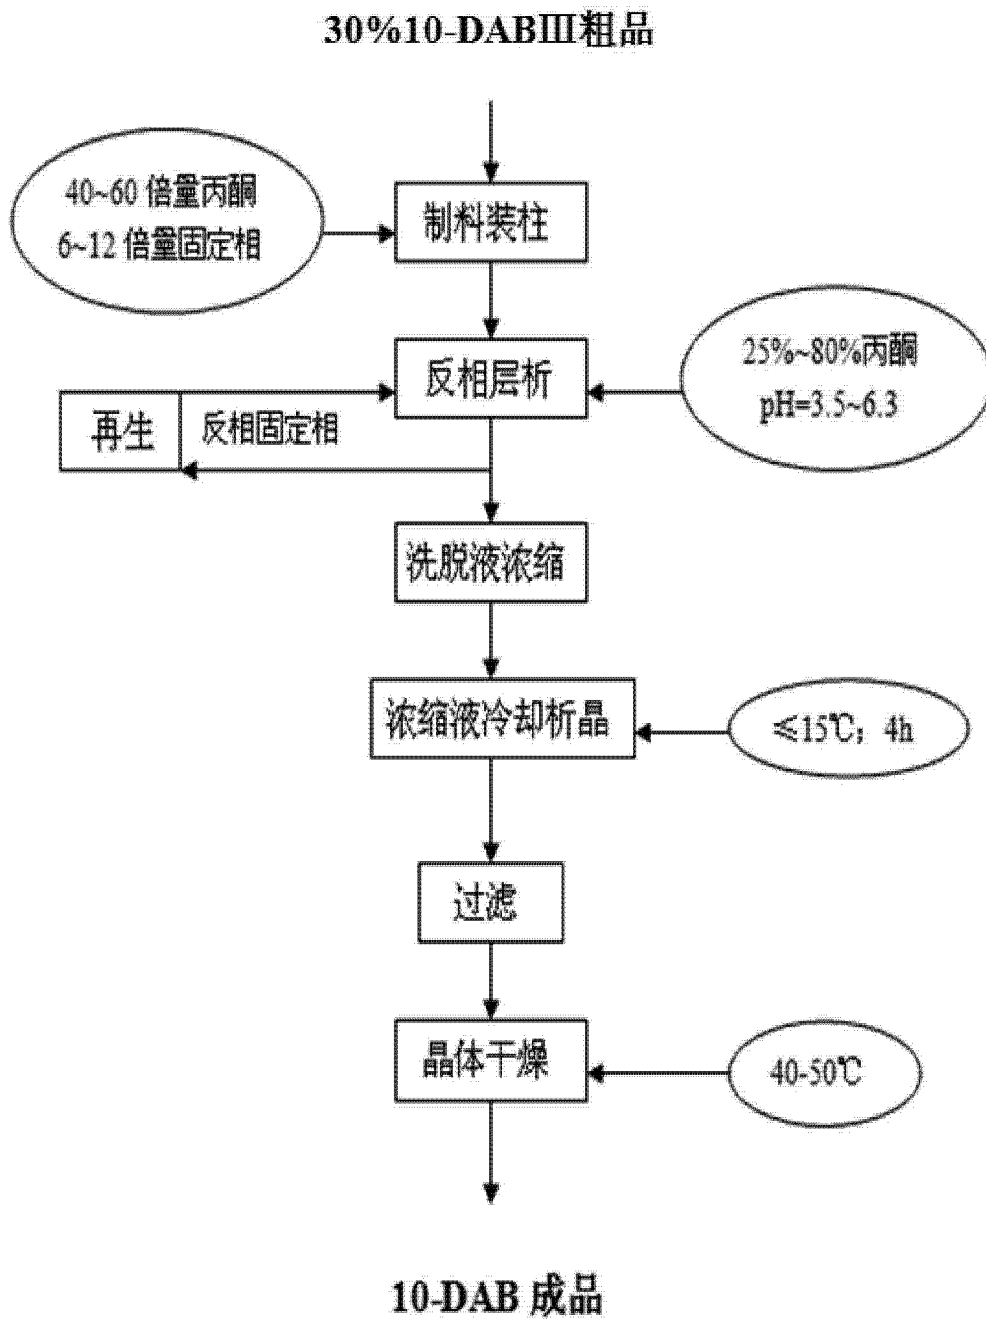 30%10-DABⅢ粗品
40~60 倍量丙酮
6~12 倍量固定相
制料装柱
25%~80%丙酮
pH=3.5~6.3
反相层析
再生
反相固定相
洗脱液浓缩
浓缩液冷却析晶
≤15℃；4h
过滤
晶体干燥
40-50℃
10-DAB 成品